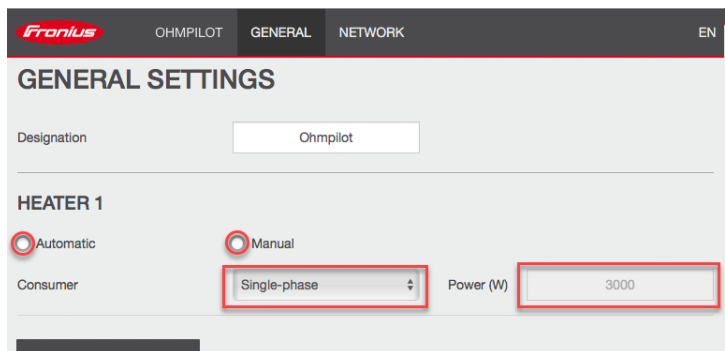 Fronius OHMPILOT GENERAL NETWORK EN
GENERAL SETTINGS
Designation Ohmpilot
HEATER 1
Automatic Manual
Consumer Single-phase Power (W) 3000